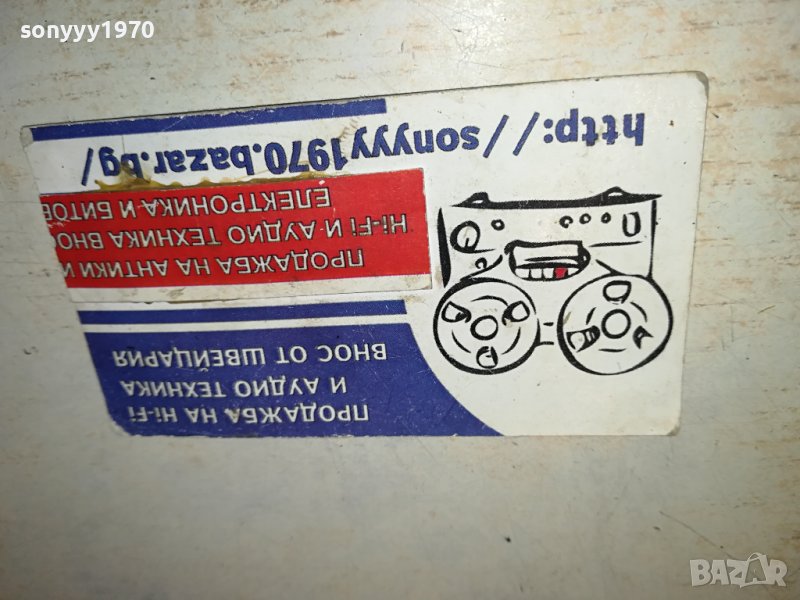 sonyyy1970
ПРОДАЖБА НА Hi-Fi
И АУДИО ТЕХНИКА
ВНОС ОТ ШВЕЙЦАРИЯ
ПРОДАЖБА НА АНТИКИ И
Hi-Fi И АУДИО ТЕХНИКА ВНОС
ЕЛЕКТРОНИКА И БИТОВ
http://sonyyy1970.bazar.bg/
BAZAR